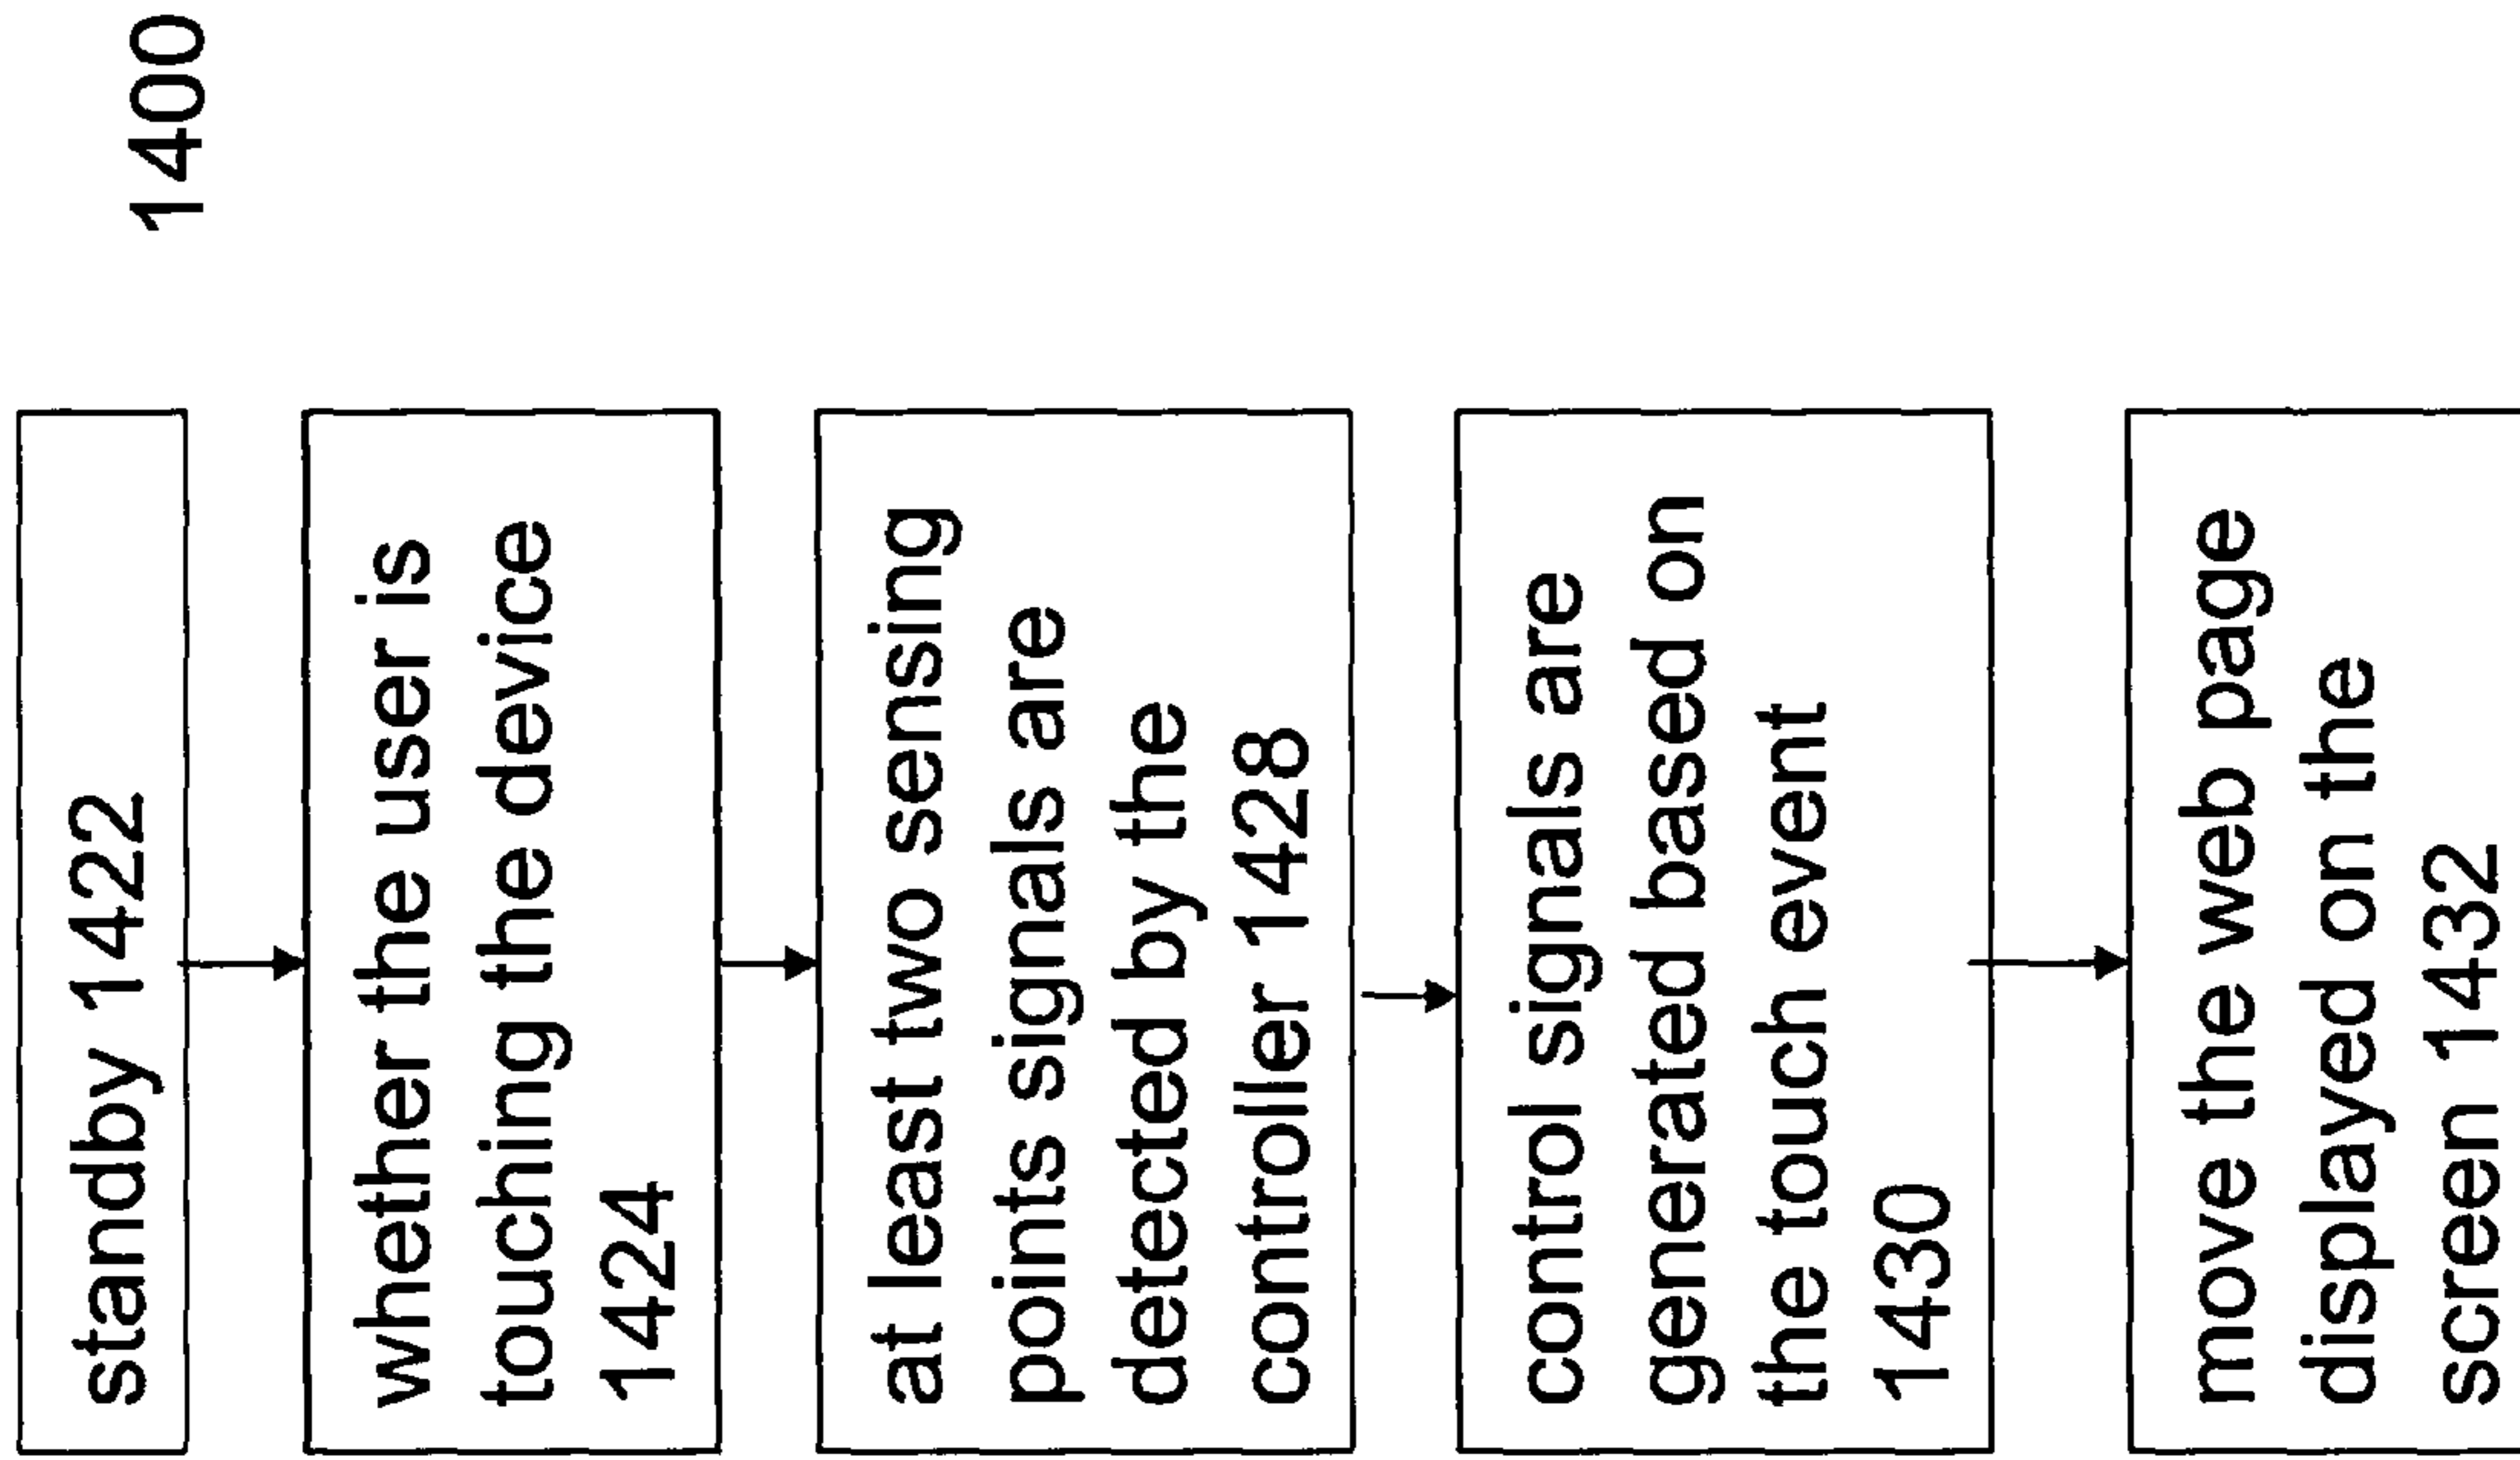 1400
standby 1422
whether the user is
touching the device
1424
at least two sensing
points signals are
detected by the
controller 1428
control signals are
generated based on
the touch event
1430
move the web page
displayed on the
screen 1432